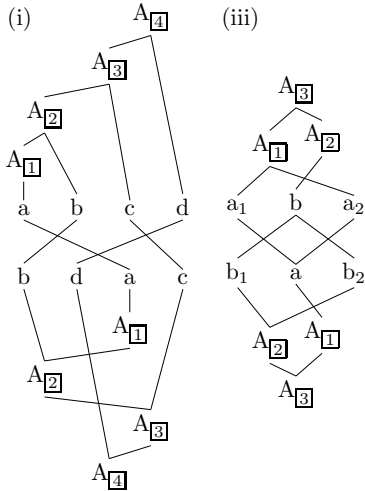 (i) A4 (iii)
A3
A3
A2
A1 A2
A1
a b c d a1 b a2
b d a c b1 a b2
A1 A2 A1
A2 A3
A3
A4